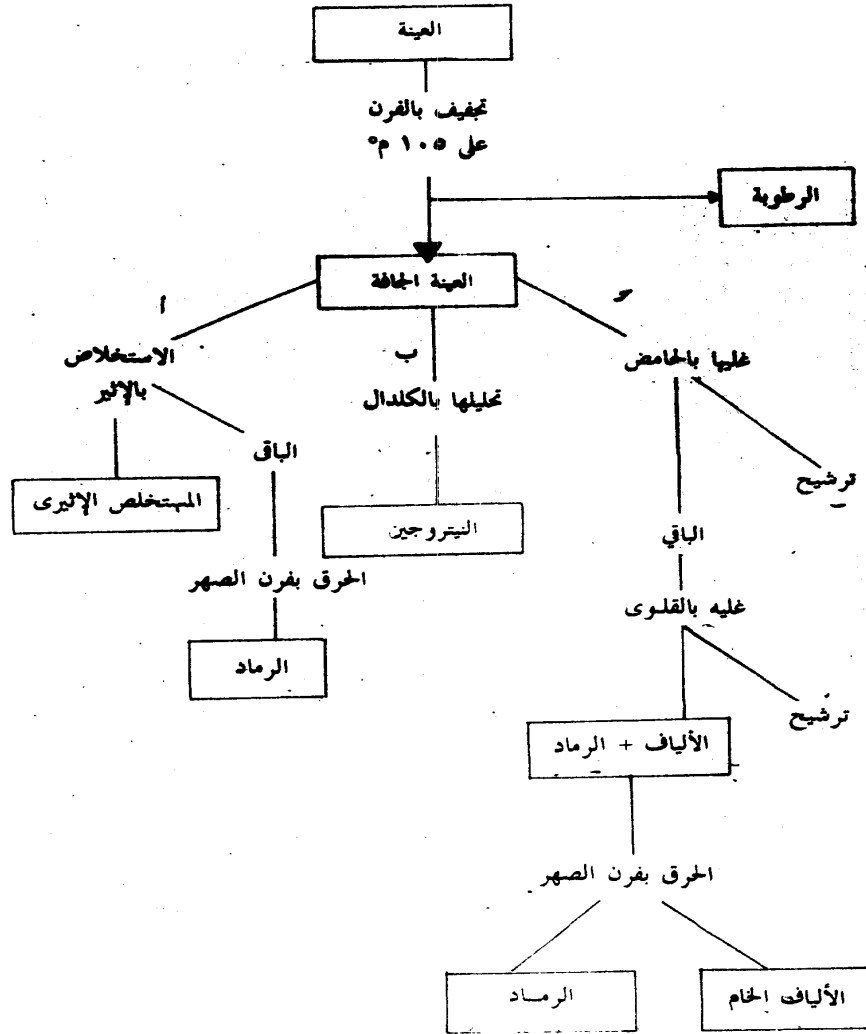 العينة
تجفيف بالفرن
على ١٠٥ م°
الرطوبة
العينة الجافة
أ
ب
حـ
الاستخلاص
بالإثير
تحليلها بالكلدال
غليها بالحامض
الباقى
ترشيح
المستخلص الإثيرى
النيتروجين
الباقي
الحرق بفرن الصهر
غليه بالقلوى
الرماد
ترشيح
الألياف + الرماد
الحرق بفرن الصهر
الألياف الخام
الرماد